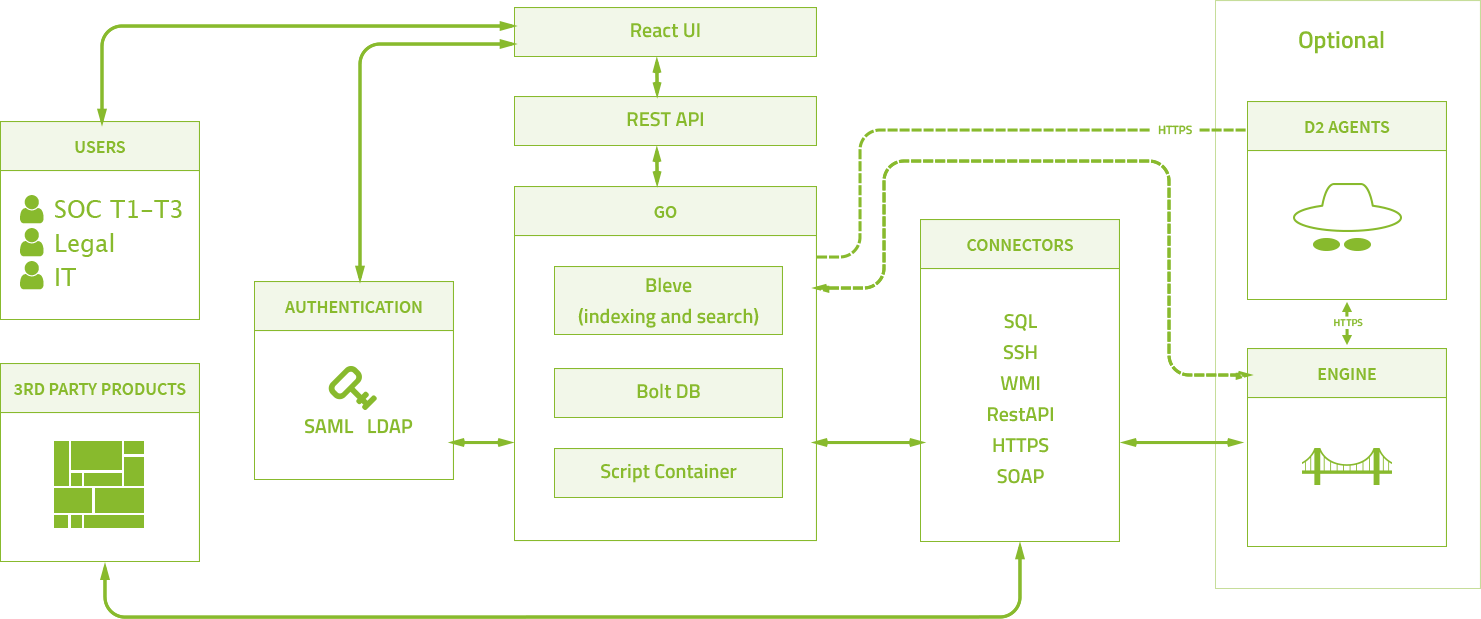 React UI
Optional
REST API
HTTPS
D2 AGENTS
USERS
SOC T1-T3
Legal
IT
GO
CONNECTORS
Bleve
(indexing and search)
AUTHENTICATION
SAML LDAP
SQL
SSH
WMI
RestAPI
HTTPS
SOAP
HTTPS
ENGINE
3RD PARTY PRODUCTS
Bolt DB
Script Container